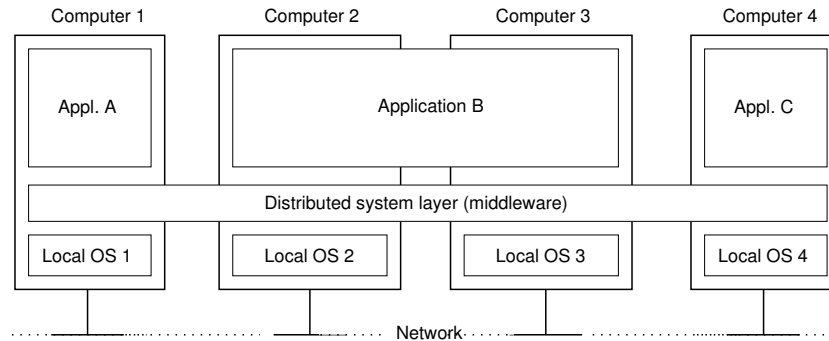 Computer 1 Computer 2 Computer 3 Computer 4
Appl. A Application B Appl. C
Distributed system layer (middleware)
Local OS 1 Local OS 2 Local OS 3 Local OS 4
Network